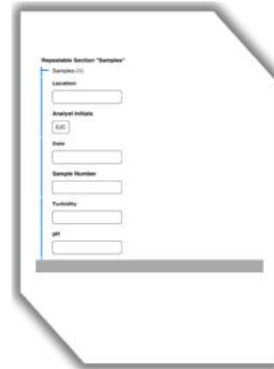 Repeatable Section "Samples"
Samples (1)
Location
Analyst Initials
Date
Sample Number
Turbidity
pH